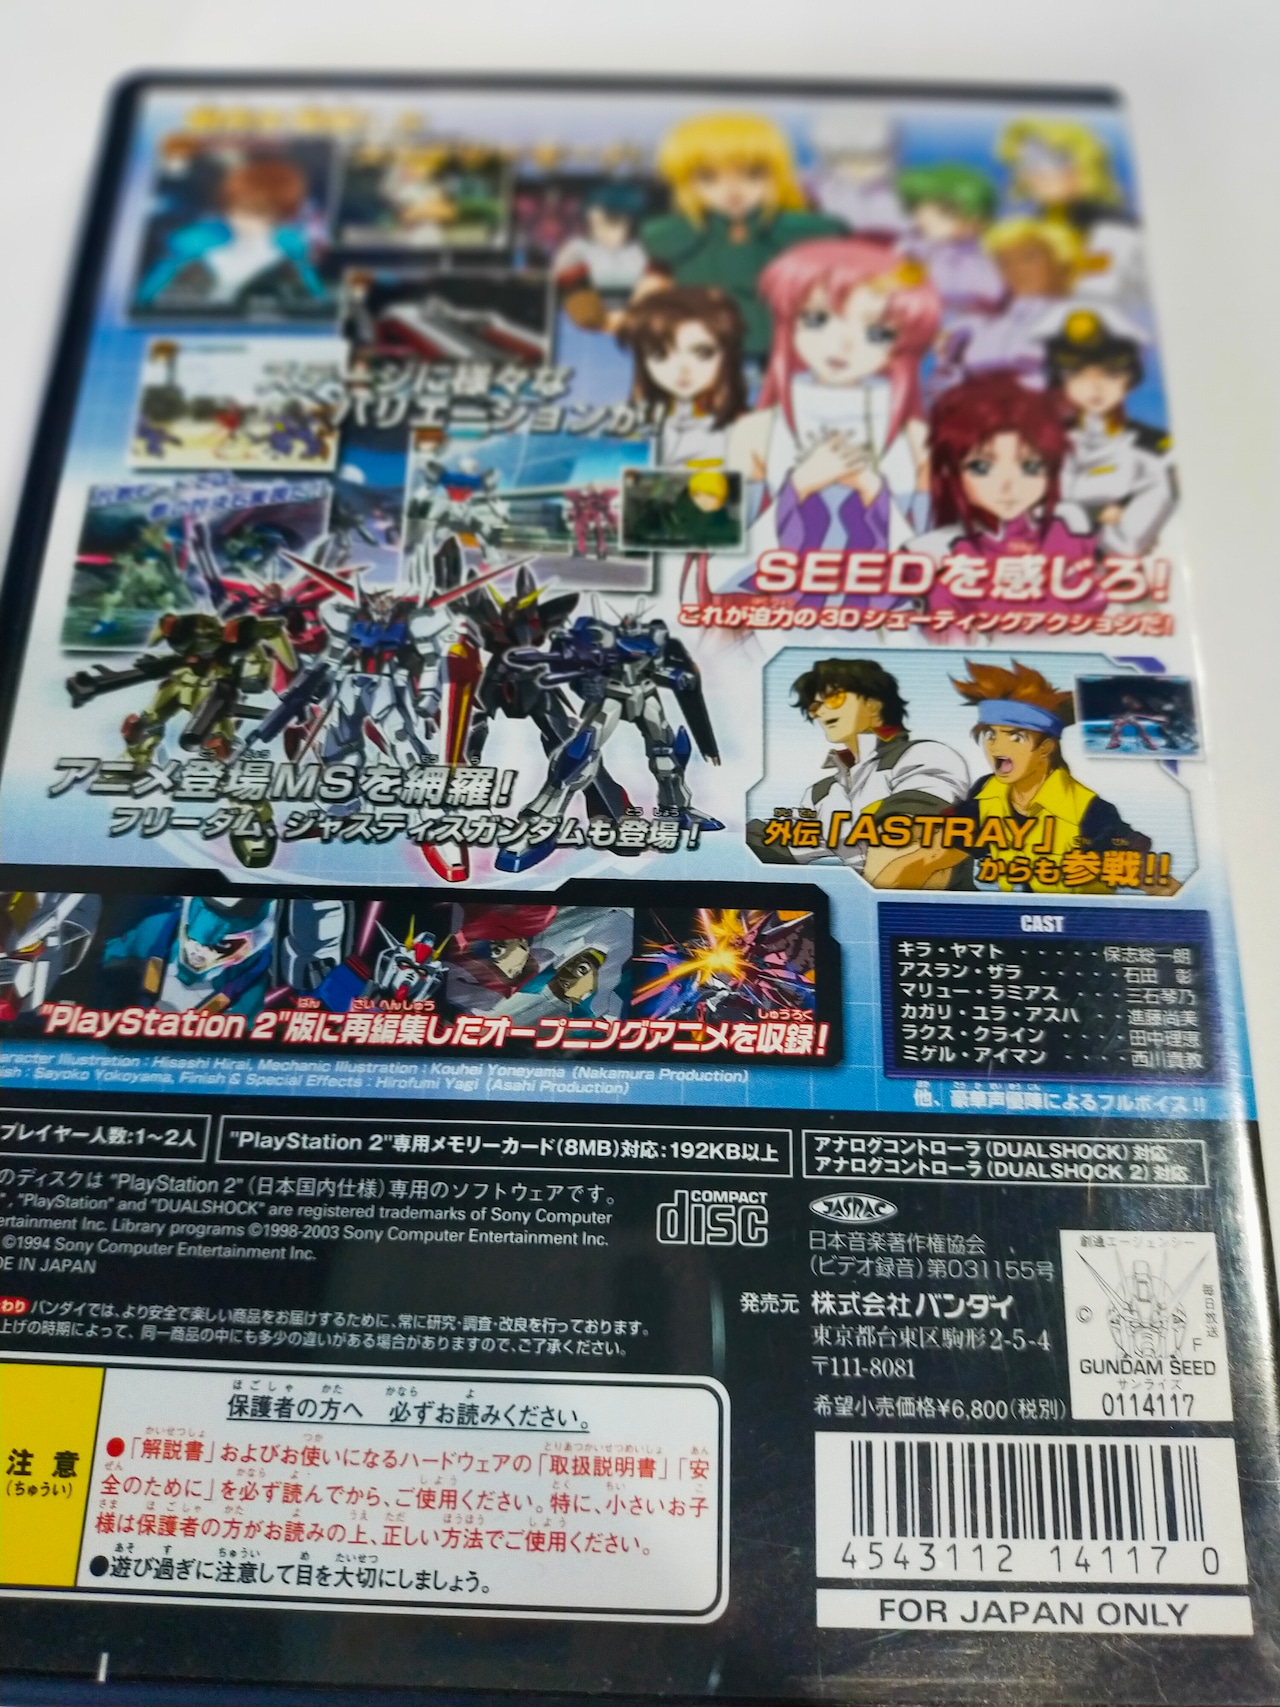 ステージに様々な
バリエーションが!
SEEDを感じろ!
これが迫力の3Dシューティングアクションだ!
アニメ登場MSを網羅!
フリーダム、ジャスティスガンダムも登場!
外伝「ASTRAY」
からも参戦!!
"PlayStation 2"版に再編集したオープニングアニメを収録!
CAST
キラ・ヤマト ・・・・・保志総一朗
アスラン・ザラ ・・・・・石田 彰
マリュー・ラミアス ・・・三石琴乃
カガリ・ユラ・アスハ ・・進藤尚美
ラクス・クライン ・・・・田中理恵
ミゲル・アイマン ・・・・西川貴教
他、豪華声優陣によるフルボイス!!
aracter Illustration : Hisashi Hirai, Mechanic Illustration : Kouhei Yoneyama (Nakamura Production)
ish : Sayoko Yokoyama, Finish & Special Effects : Hirofumi Yagi (Asahi Production)
プレイヤー人数:1~2人
"PlayStation 2"専用メモリーカード(8MB)対応:192KB以上
アナログコントローラ(DUALSHOCK)対応
アナログコントローラ(DUALSHOCK 2)対応
のディスクは "PlayStation 2"(日本国内仕様)専用のソフトウェアです。
", "PlayStation" and "DUALSHOCK" are registered trademarks of Sony Computer
ertainment Inc. Library programs ©1998-2003 Sony Computer Entertainment Inc.
©1994 Sony Computer Entertainment Inc.
DE IN JAPAN
COMPACT
disc
JASRAC
日本音楽著作権協会
(ビデオ録音)第031155号
わり バンダイでは、より安全で楽しい商品をお届けするために、常に研究・調査・改良を行っております。
上げの時期によって、同一商品の中にも多少の違いがある場合がありますので、ご了承ください。
発売元 株式会社バンダイ
東京都台東区駒形2-5-4
〒111-8081
希望小売価格¥6,800(税別)
創通エージェンシー
毎日放送
©
F
GUNDAM SEED
サンライズ
0114117
注意
(ちゅうい)
保護者の方へ 必ずお読みください。
●「解説書」およびお使いになるハードウェアの「取扱説明書」「安
全のために」を必ず読んでから、ご使用ください。特に、小さいお子
様は保護者の方がお読みの上、正しい方法でご使用ください。
●遊び過ぎに注意して目を大切にしましょう。
4543112 14117 0
FOR JAPAN ONLY